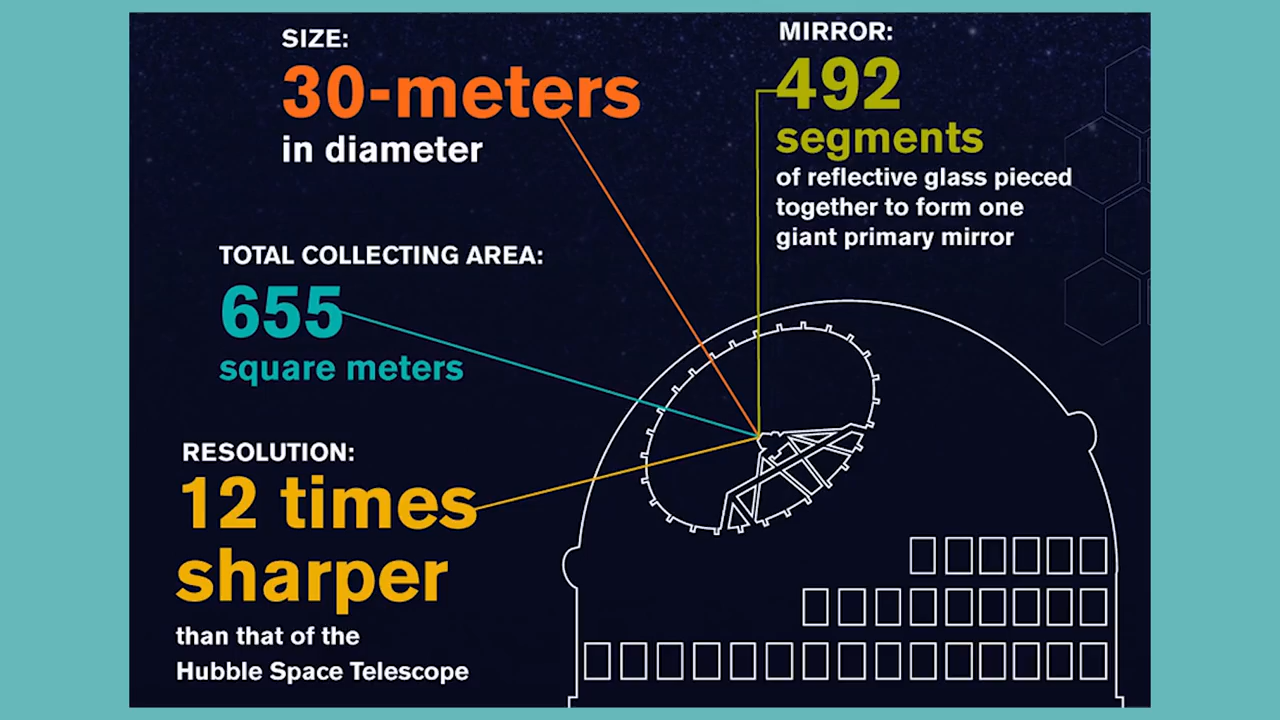 SIZE:
30-meters
in diameter
MIRROR:
492
segments
of reflective glass pieced
together to form one
giant primary mirror
TOTAL COLLECTING AREA:
655
square meters
RESOLUTION:
12 times
sharper
than that of the
Hubble Space Telescope